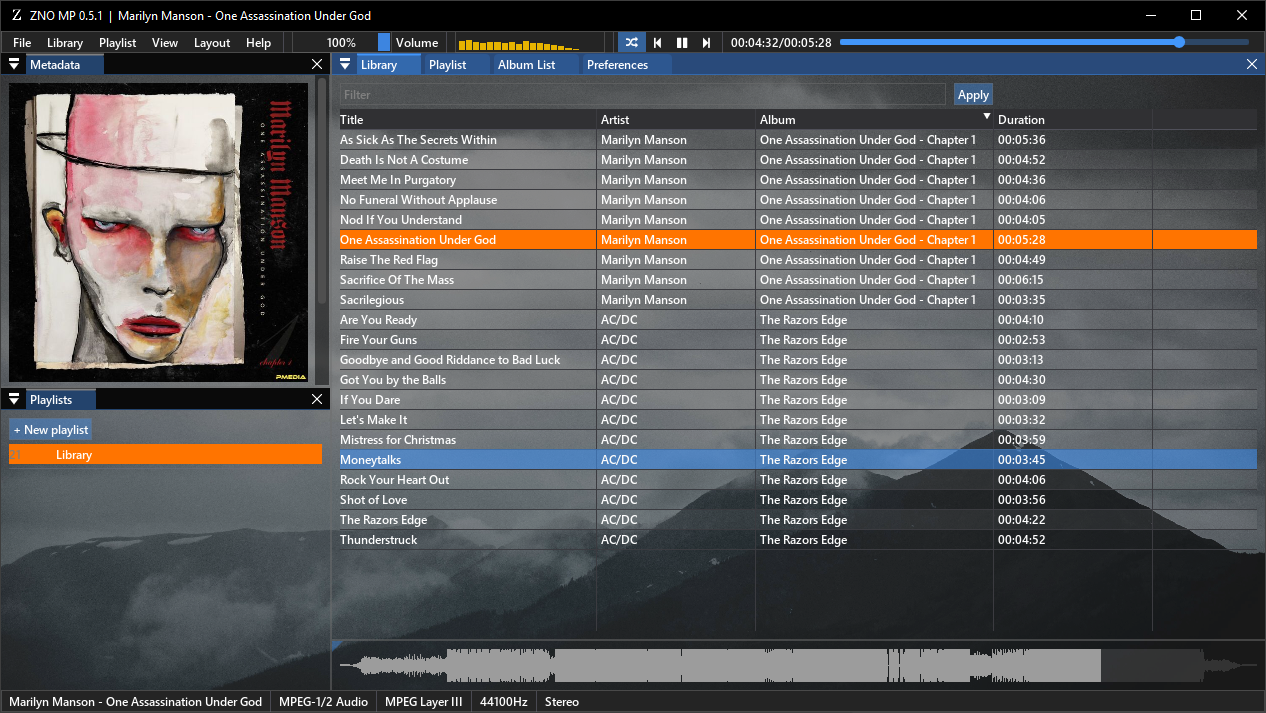 Z ZNO MP 0.5.1 | Marilyn Manson - One Assassination Under God
File Library Playlist View Layout Help 100% Volume 00:04:32/00:05:28
Metadata
Library Playlist Album List Preferences
Marilyn Manson
ONE ASSASSINATION UNDER GOD
chapter 1
PMEDIA
Playlists
+ New playlist
21 Library
Filter Apply
Title Artist Album Duration
As Sick As The Secrets Within Marilyn Manson One Assassination Under God - Chapter 1 00:05:36
Death Is Not A Costume Marilyn Manson One Assassination Under God - Chapter 1 00:04:52
Meet Me In Purgatory Marilyn Manson One Assassination Under God - Chapter 1 00:04:36
No Funeral Without Applause Marilyn Manson One Assassination Under God - Chapter 1 00:04:06
Nod If You Understand Marilyn Manson One Assassination Under God - Chapter 1 00:04:05
One Assassination Under God Marilyn Manson One Assassination Under God - Chapter 1 00:05:28
Raise The Red Flag Marilyn Manson One Assassination Under God - Chapter 1 00:04:49
Sacrifice Of The Mass Marilyn Manson One Assassination Under God - Chapter 1 00:06:15
Sacrilegious Marilyn Manson One Assassination Under God - Chapter 1 00:03:35
Are You Ready AC/DC The Razors Edge 00:04:10
Fire Your Guns AC/DC The Razors Edge 00:02:53
Goodbye and Good Riddance to Bad Luck AC/DC The Razors Edge 00:03:13
Got You by the Balls AC/DC The Razors Edge 00:04:30
If You Dare AC/DC The Razors Edge 00:03:09
Let's Make It AC/DC The Razors Edge 00:03:32
Mistress for Christmas AC/DC The Razors Edge 00:03:59
Moneytalks AC/DC The Razors Edge 00:03:45
Rock Your Heart Out AC/DC The Razors Edge 00:04:06
Shot of Love AC/DC The Razors Edge 00:03:56
The Razors Edge AC/DC The Razors Edge 00:04:22
Thunderstruck AC/DC The Razors Edge 00:04:52
Marilyn Manson - One Assassination Under God MPEG-1/2 Audio MPEG Layer III 44100Hz Stereo